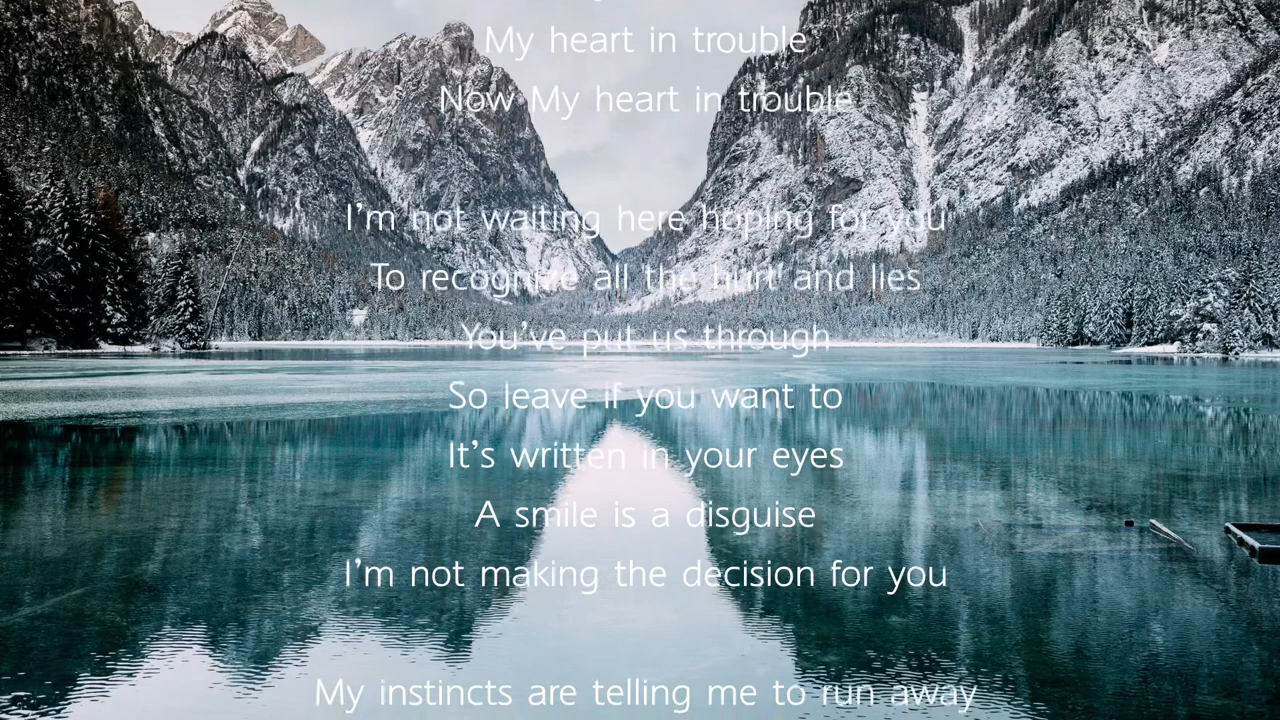 My heart in trouble
Now My heart in trouble
I'm not waiting here hoping for you
To recognize all the hurt and lies
You've put us through
So leave if you want to
It's written in your eyes
A smile is a disguise
I'm not making the decision for you
My instincts are telling me to run away